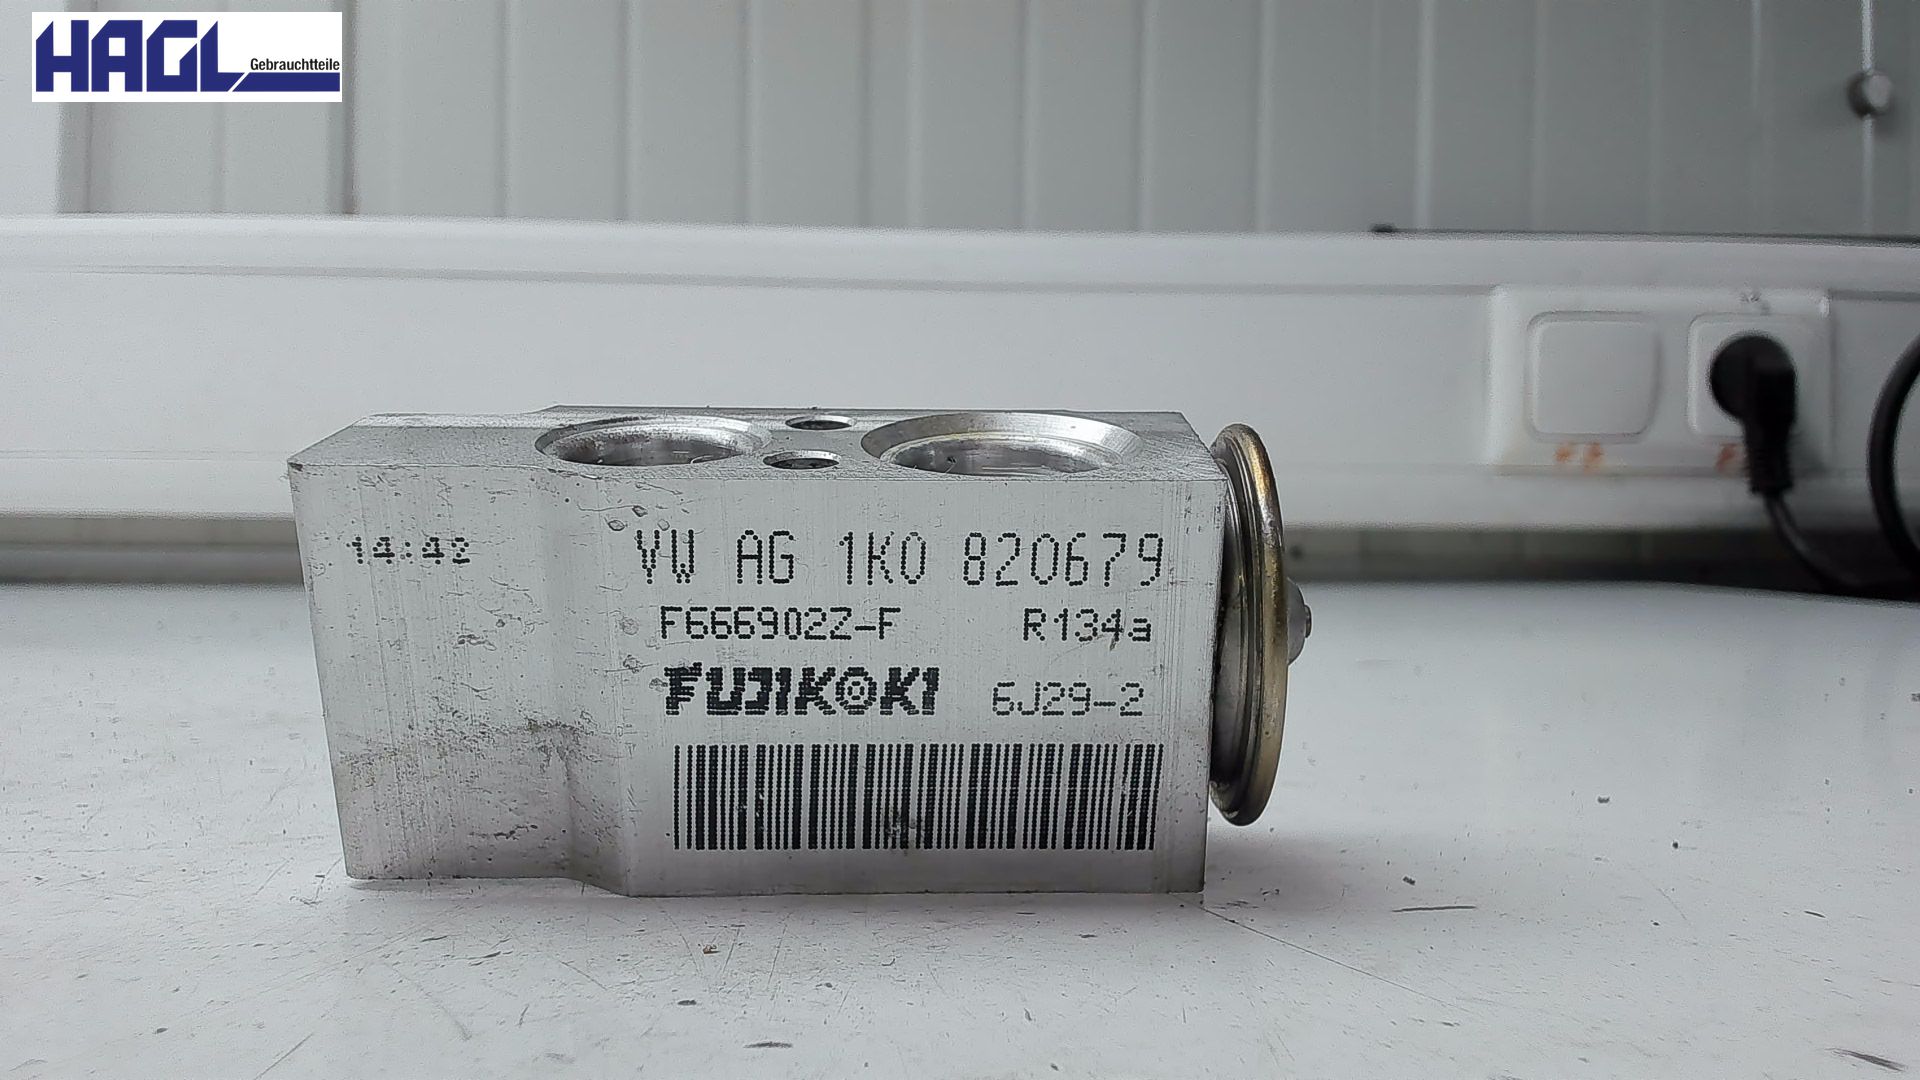 HAGL
Gebrauchtteile
14:42
VW AG 1K0 820679
F666902Z-F R134a
FUJIKOKI 6J29-2